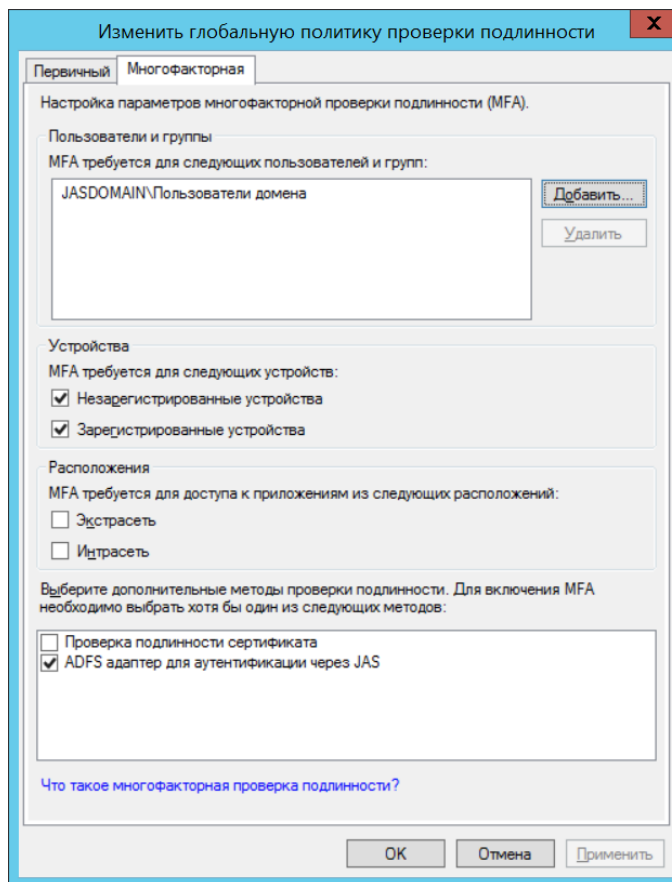 Изменить глобальную политику проверки подлинности
x
Первичный
Многофакторная
Настройка параметров многофакторной проверки подлинности (MFA).
Пользователи и группы
MFA требуется для следующих пользователей и групп:
JASDOMAIN\Пользователи домена
Добавить...
Удалить
Устройства
MFA требуется для следующих устройств:
Незарегистрированные устройства
Зарегистрированные устройства
Расположения
MFA требуется для доступа к приложениям из следующих расположений:
Экстрасеть
Интрасеть
Выберите дополнительные методы проверки подлинности. Для включения MFA
необходимо выбрать хотя бы один из следующих методов:
Проверка подлинности сертификата
ADFS адаптер для аутентификации через JAS
Что такое многофакторная проверка подлинности?
OK
Отмена
Применить